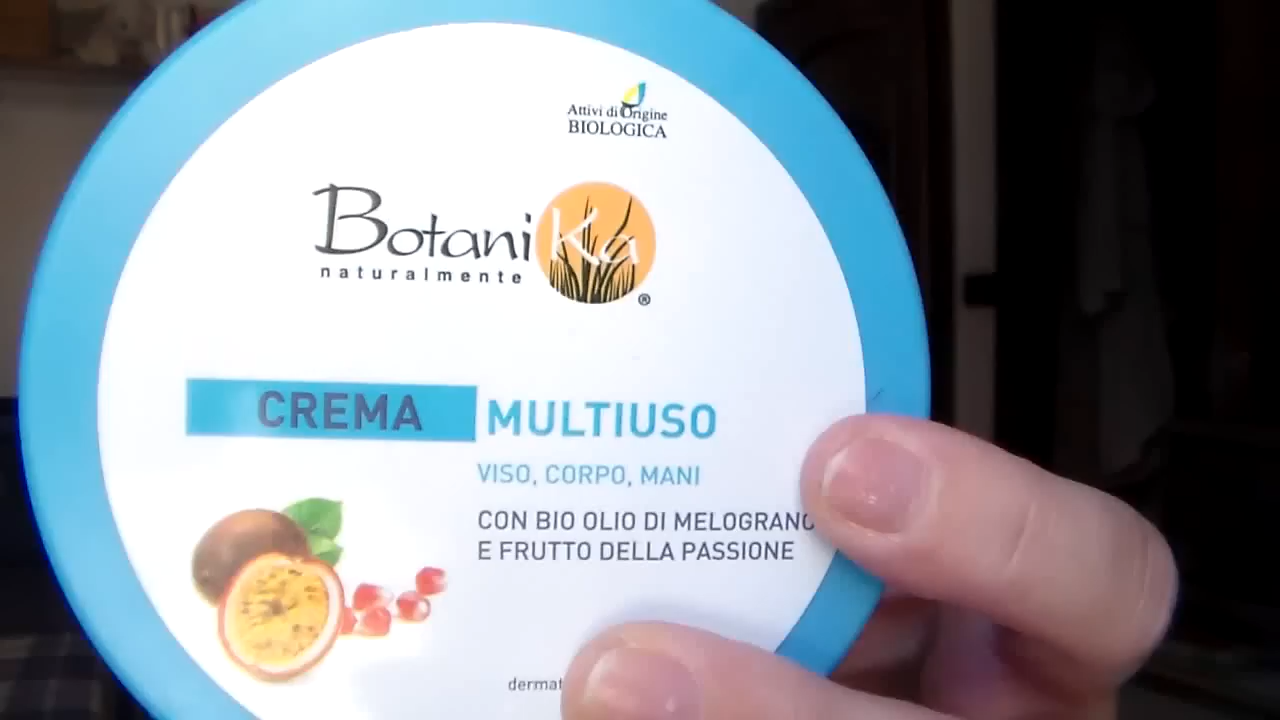 Attivi di Origine
BIOLOGICA
BotaniKa
naturalmente
®
CREMA MULTIUSO
VISO, CORPO, MANI
CON BIO OLIO DI MELOGRANO
E FRUTTO DELLA PASSIONE